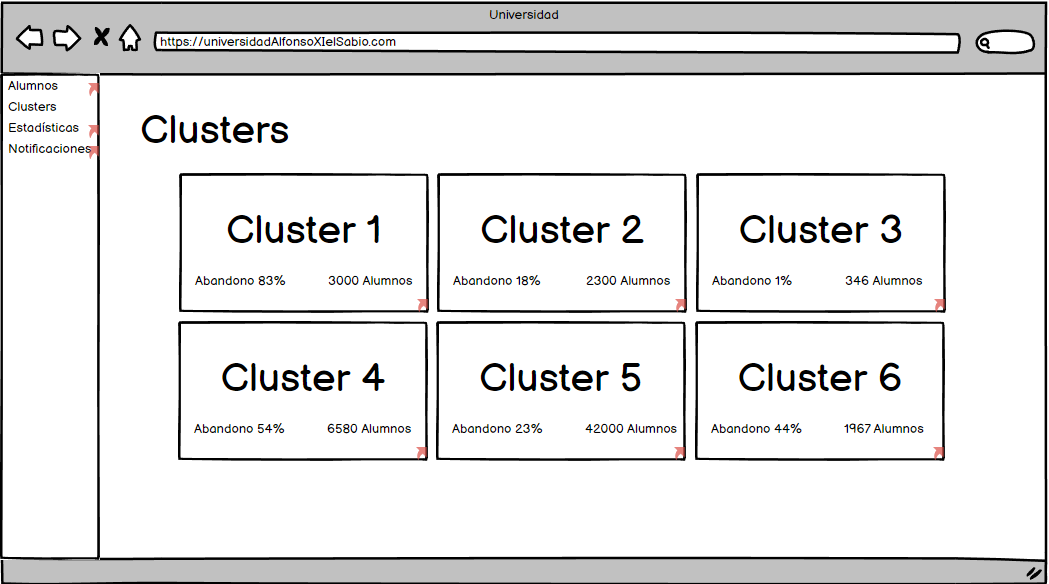 Universidad
https://universidadAlfonsoXIelSabio.com
Alumnos
Clusters
Estadísticas
Notificaciones
Clusters
Cluster 1
Abandono 83% 3000 Alumnos
Cluster 2
Abandono 18% 2300 Alumnos
Cluster 3
Abandono 1% 346 Alumnos
Cluster 4
Abandono 54% 6580 Alumnos
Cluster 5
Abandono 23% 42000 Alumnos
Cluster 6
Abandono 44% 1967 Alumnos